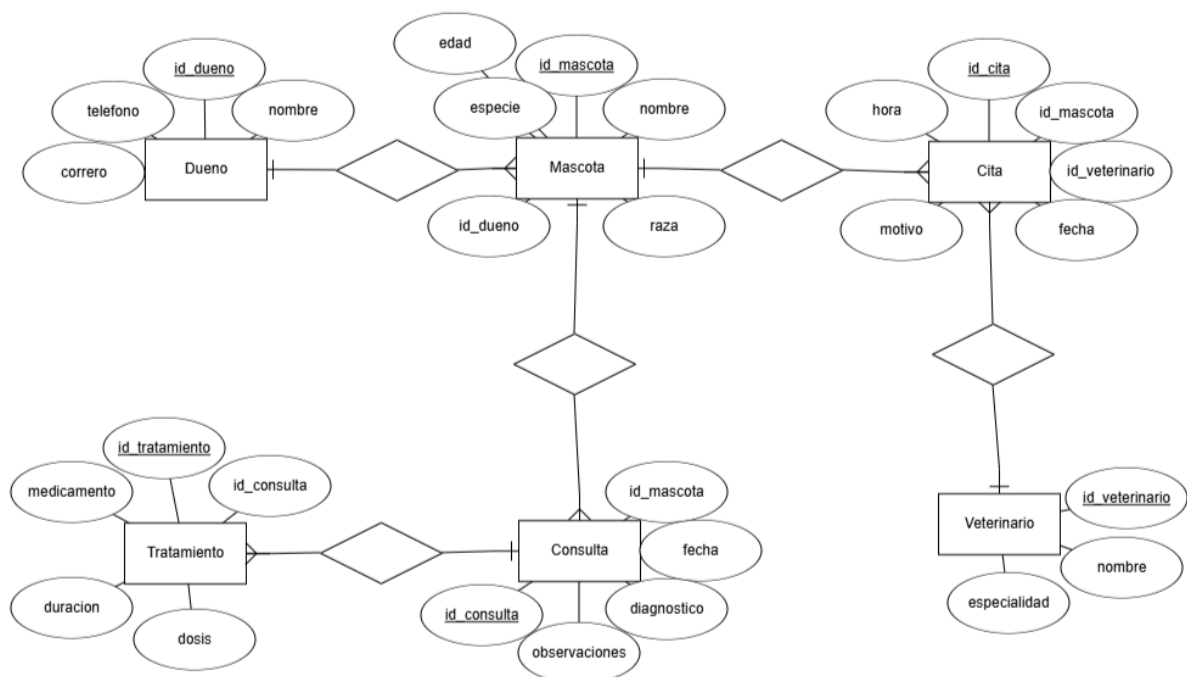 edad
id_dueno
id_mascota
id_cita
telefono
nombre
especie
nombre
hora
id_mascota
correro
Dueno
Mascota
Cita
id_veterinario
id_dueno
raza
motivo
fecha
id_tratamiento
medicamento
id_consulta
id_mascota
id_veterinario
Tratamiento
Consulta
fecha
Veterinario
nombre
duracion
id_consulta
diagnostico
especialidad
dosis
observaciones